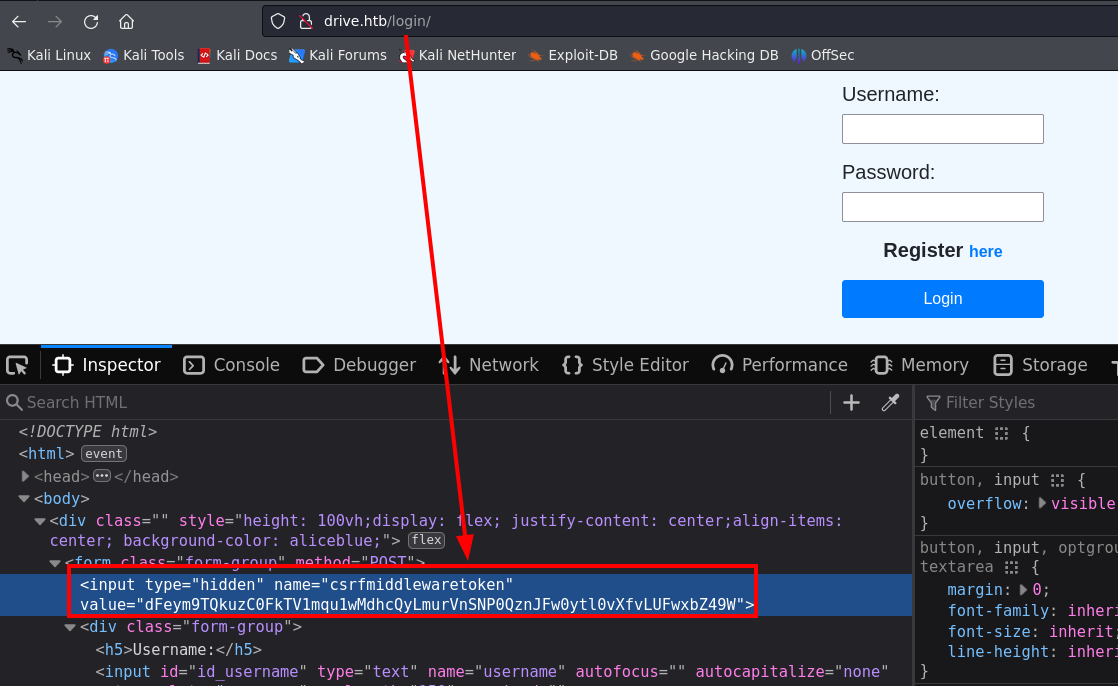 drive.htb/login/
Kali Linux Kali Tools Kali Docs Kali Forums Kali NetHunter Exploit-DB Google Hacking DB OffSec
Username:
Password:
Register here
Login
Inspector Console Debugger Network Style Editor Performance Memory Storage
Search HTML
Filter Styles
<!DOCTYPE html>
<html> event
<head> ••• </head>
<body>
<div class="" style="height: 100vh;display: flex; justify-content: center;align-items:
center; background-color: aliceblue;"> flex
<form class="form-group" method="POST">
<input type="hidden" name="csrfmiddlewaretoken"
value="dFeym9TQkuzC0FkTV1mqu1wMdhcQyLmurVnSNP0QznJFw0ytl0vXfvLUFwxbZ49W">
<div class="form-group">
<h5>Username:</h5>
<input id="id_username" type="text" name="username" autofocus="" autocapitalize="none"
element {
}
button, input {
overflow: visible
}
button, input, optgrou
textarea {
margin: 0;
font-family: inheri
font-size: inherit;
line-height: inheri
}